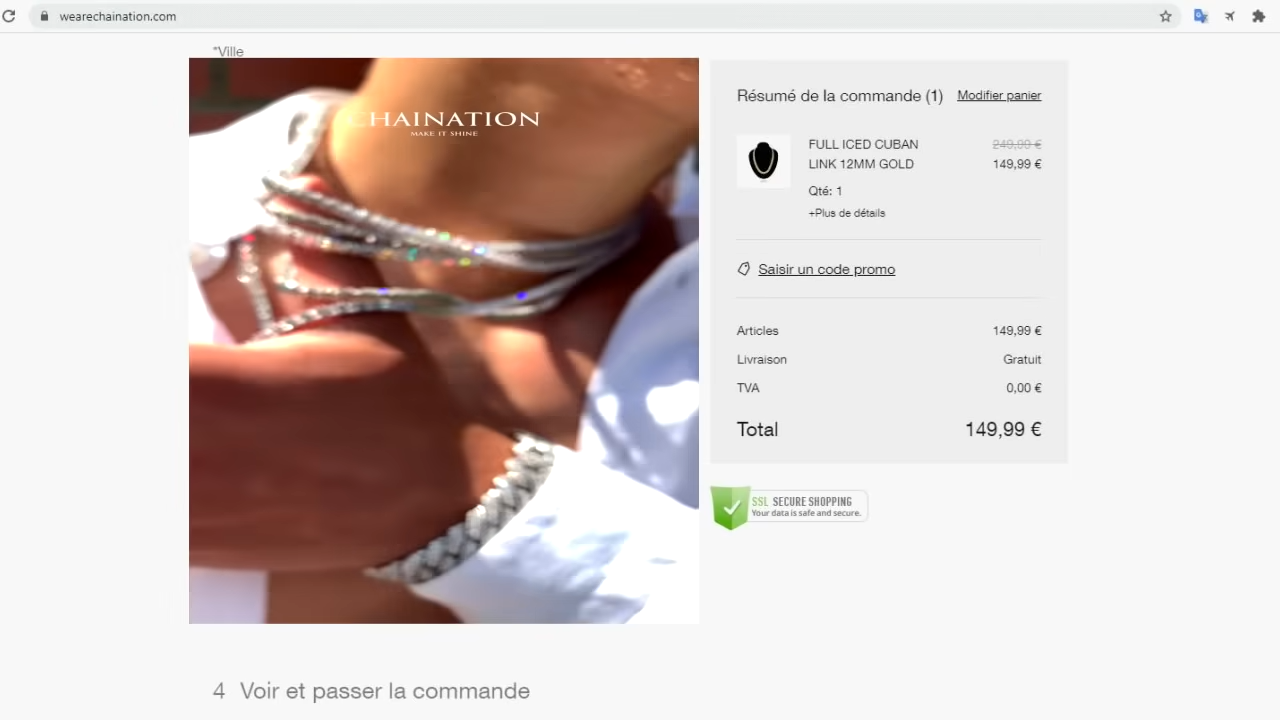 wearechaination.com
*Ville
CHAINATION
MAKE IT SHINE
Résumé de la commande (1)
Modifier panier
FULL ICED CUBAN
LINK 12MM GOLD
249,99 €
149,99 €
Qté: 1
+Plus de détails
Saisir un code promo
Articles 149,99 €
Livraison Gratuit
TVA 0,00 €
Total 149,99 €
SSL SECURE SHOPPING
Your data is safe and secure.
4 Voir et passer la commande